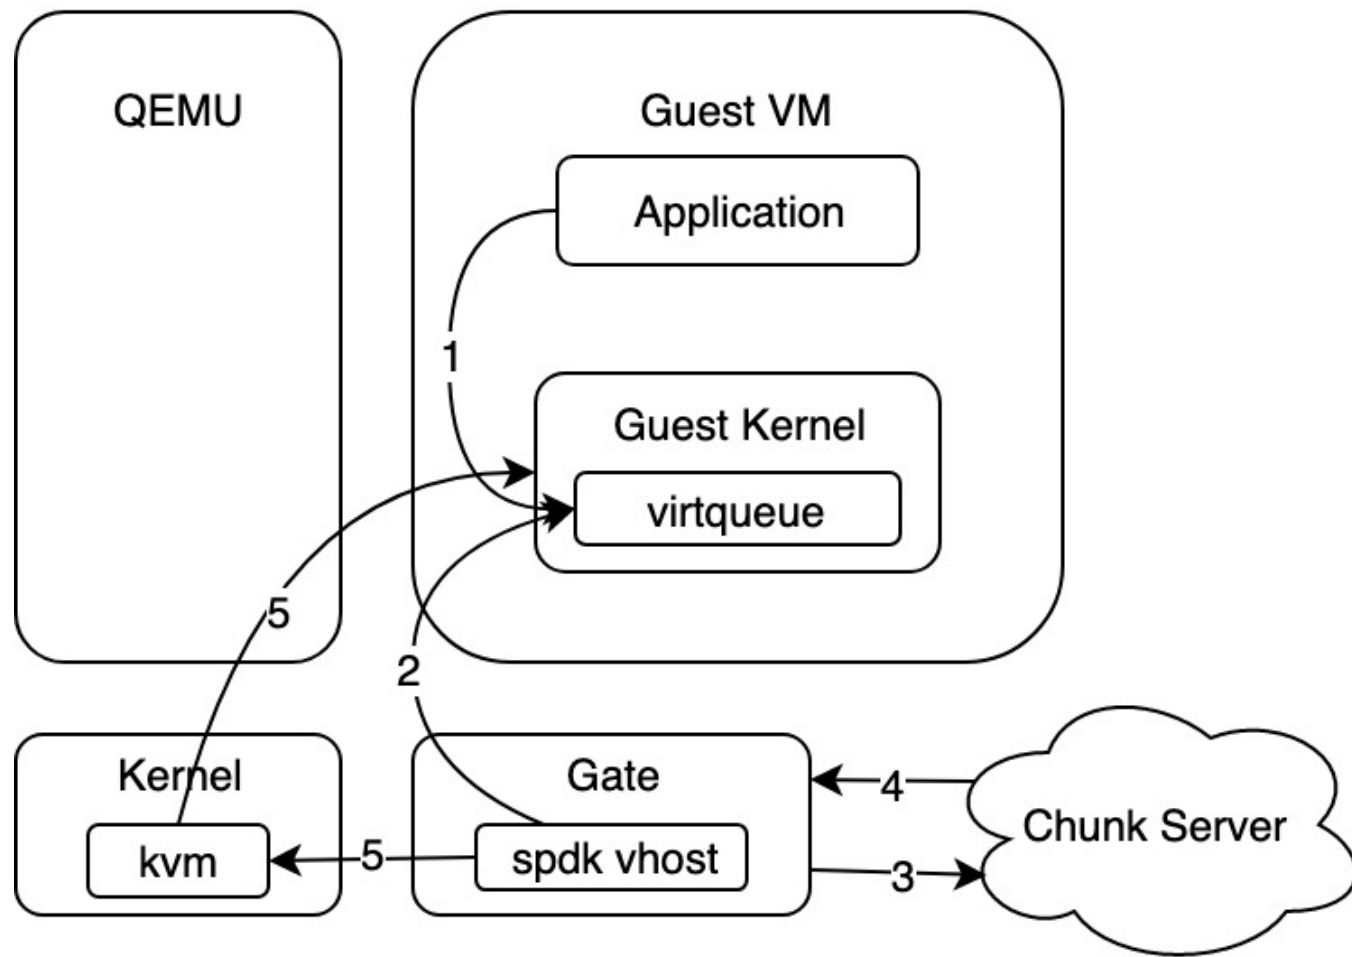 QEMU
Guest VM
Application
1
Guest Kernel
virtqueue
5
2
Kernel
kvm
5
Gate
spdk vhost
4
3
Chunk Server